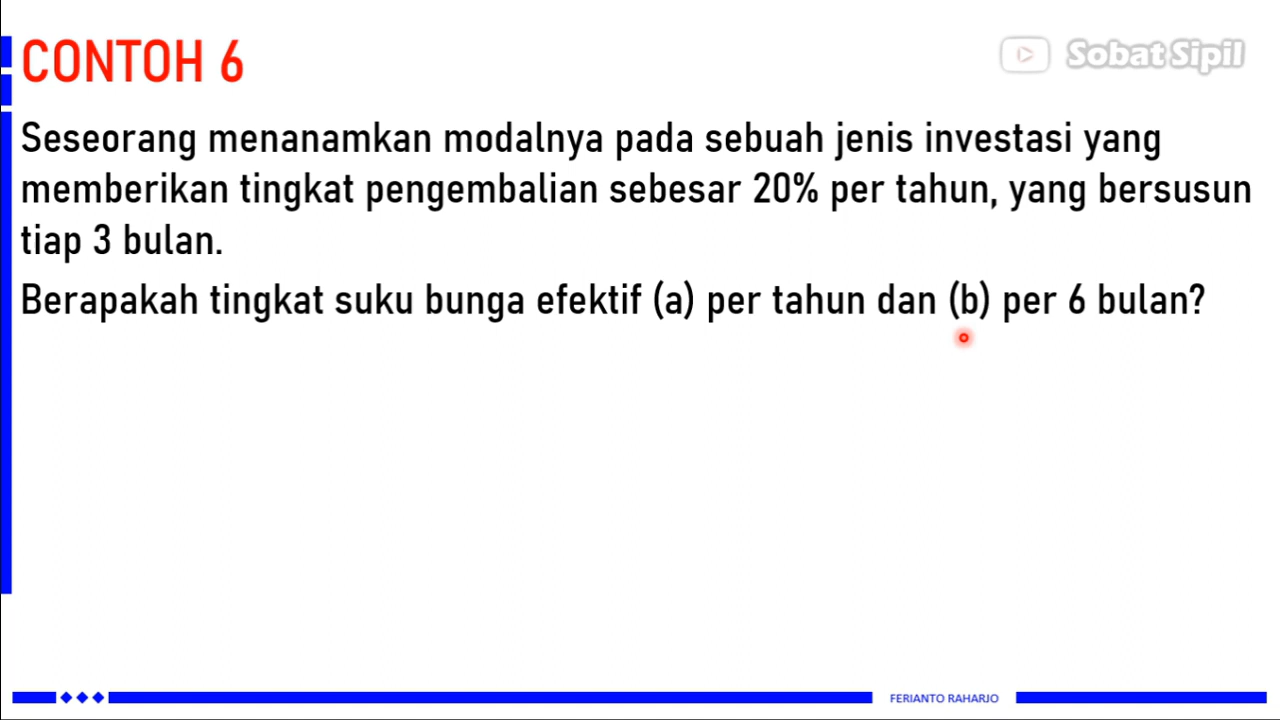 CONTOH 6
Sobat Sipil
Seseorang menanamkan modalnya pada sebuah jenis investasi yang
memberikan tingkat pengembalian sebesar 20% per tahun, yang bersusun
tiap 3 bulan.
Berapakah tingkat suku bunga efektif (a) per tahun dan (b) per 6 bulan?
FERIANTO RAHARJO